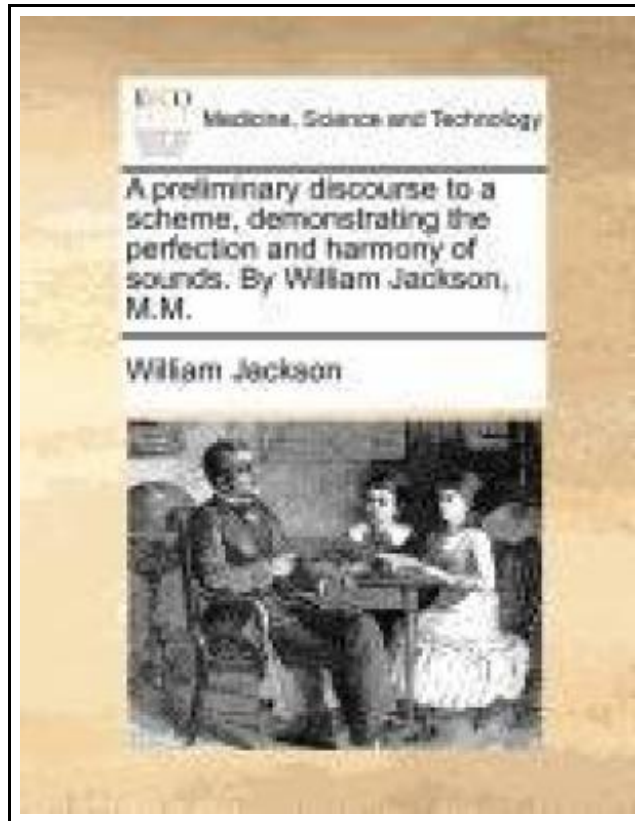 ECCO
Medicine, Science and Technology
A preliminary discourse to a
scheme, demonstrating the
perfection and harmony of
sounds. By William Jackson,
M.M.
William Jackson